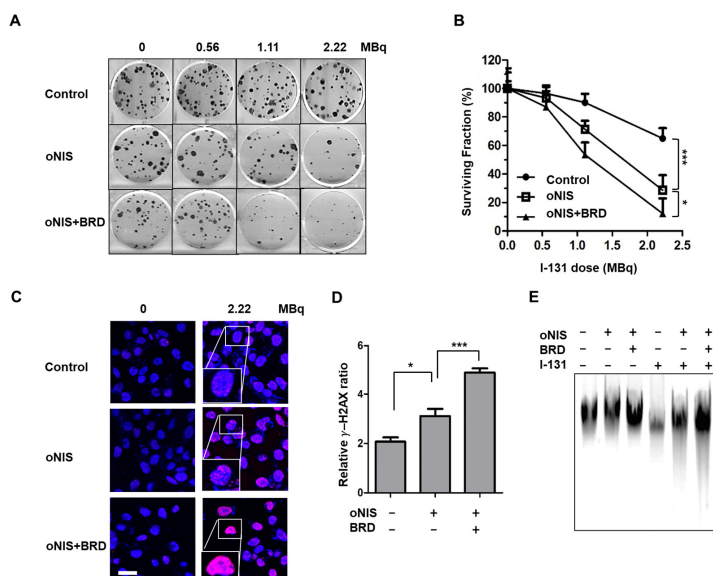 A
0 0.56 1.11 2.22 MBq
Control
oNIS
oNIS+BRD
B
Surviving Fraction (%)
120
100
80
60
40
20
0
Control
oNIS
oNIS+BRD
***
*
0.0 0.5 1.0 1.5 2.0 2.5
I-131 dose (MBq)
C
0 2.22 MBq
Control
oNIS
oNIS+BRD
D
Relative γ–H2AX ratio
6
4
2
0
* ***
oNIS – + +
BRD – – +
E
oNIS – + + – + +
BRD – – + – – +
I-131 – – – + + +